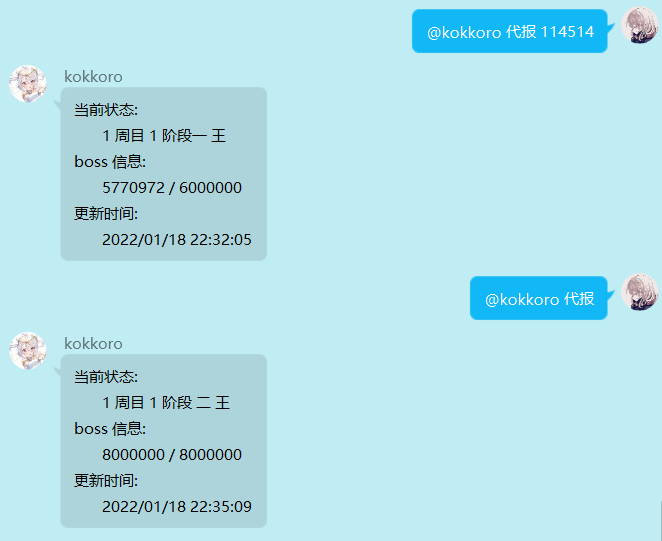 @kokkoro 代报 114514
kokkoro
当前状态:
1 周目 1 阶段一 王
boss 信息:
5770972 / 6000000
更新时间:
2022/01/18 22:32:05
@kokkoro 代报
kokkoro
当前状态:
1 周目 1 阶段 二 王
boss 信息:
8000000 / 8000000
更新时间:
2022/01/18 22:35:09